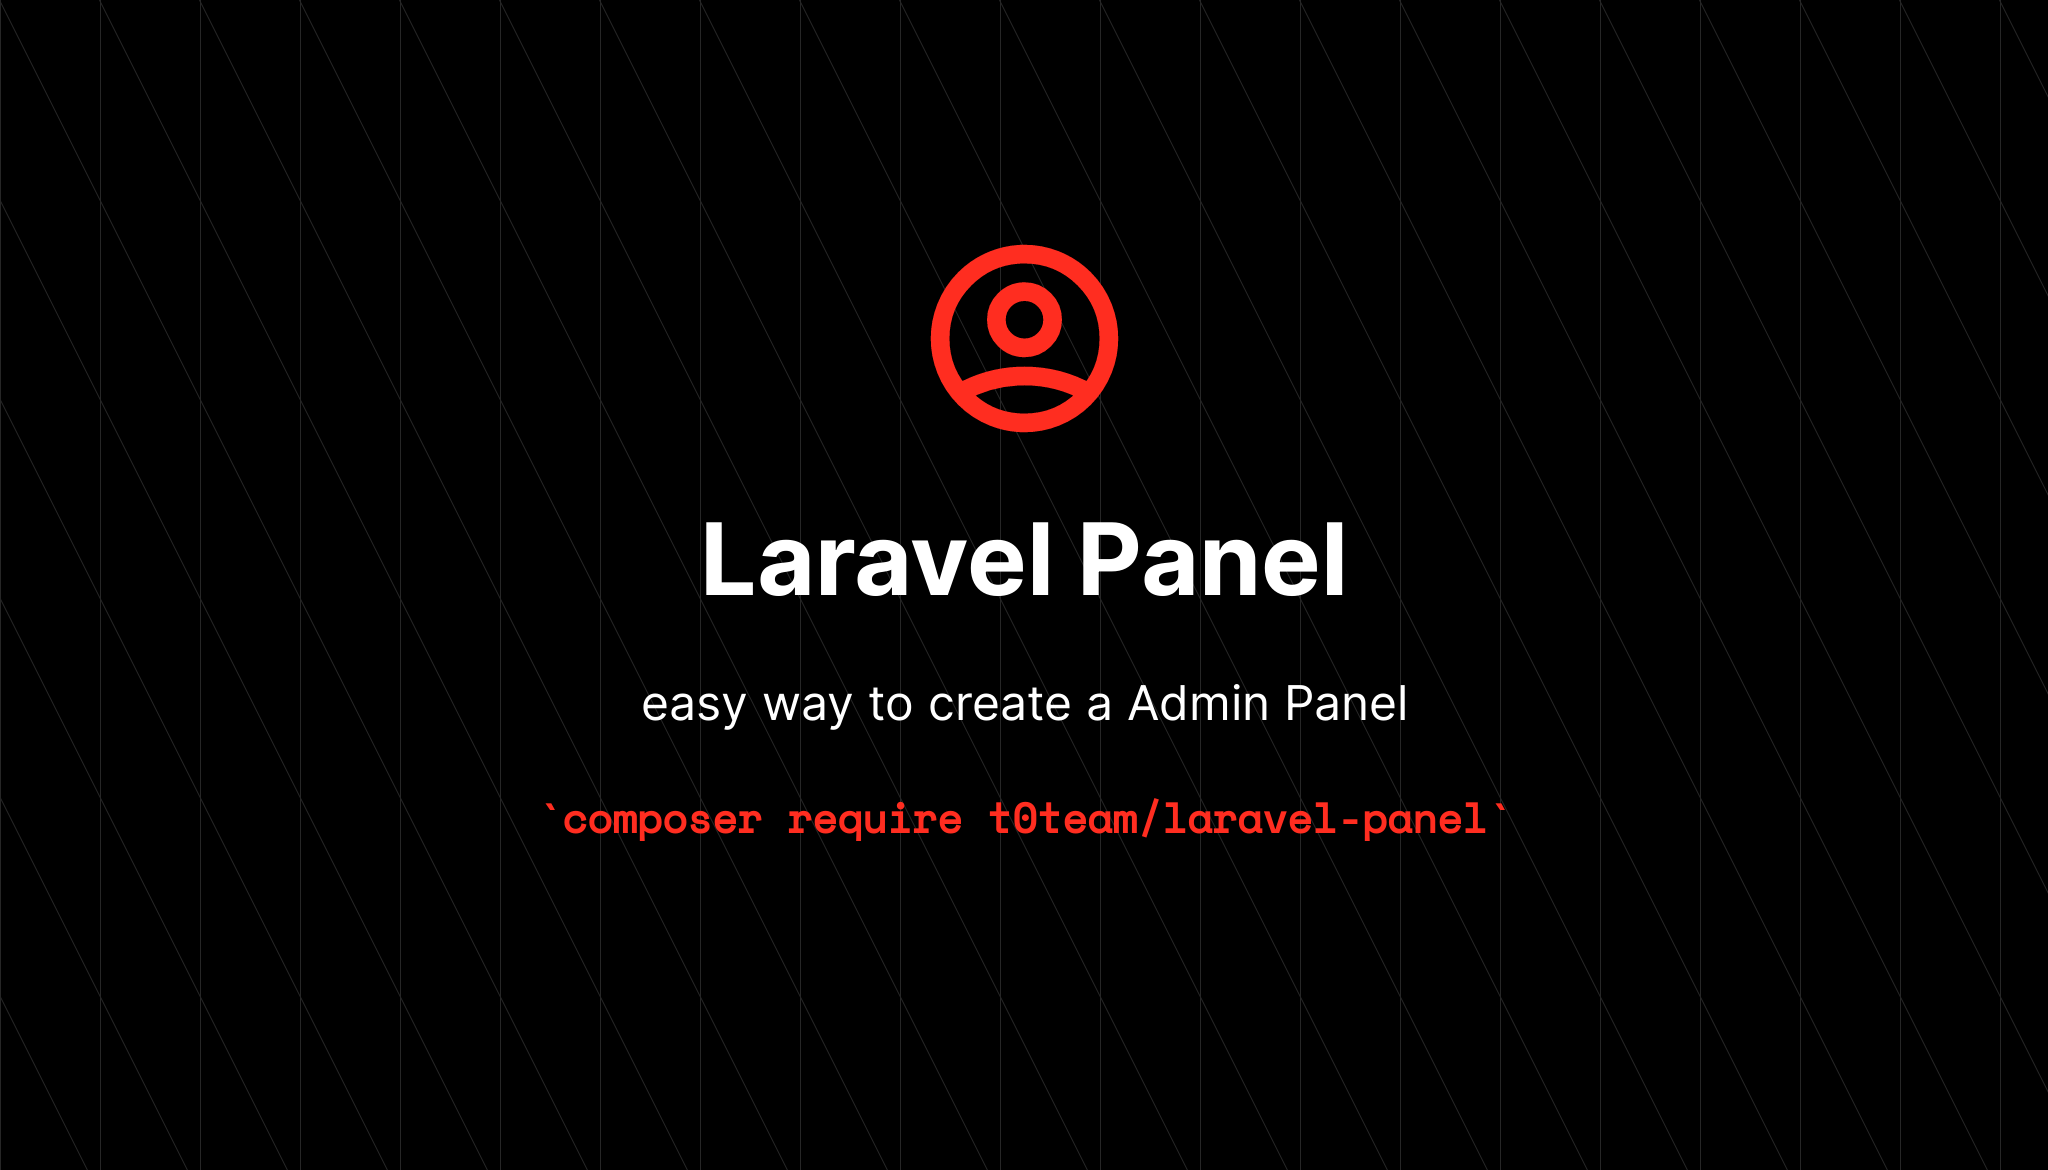 Laravel Panel
easy way to create a Admin Panel
`composer require t0team/laravel-panel`